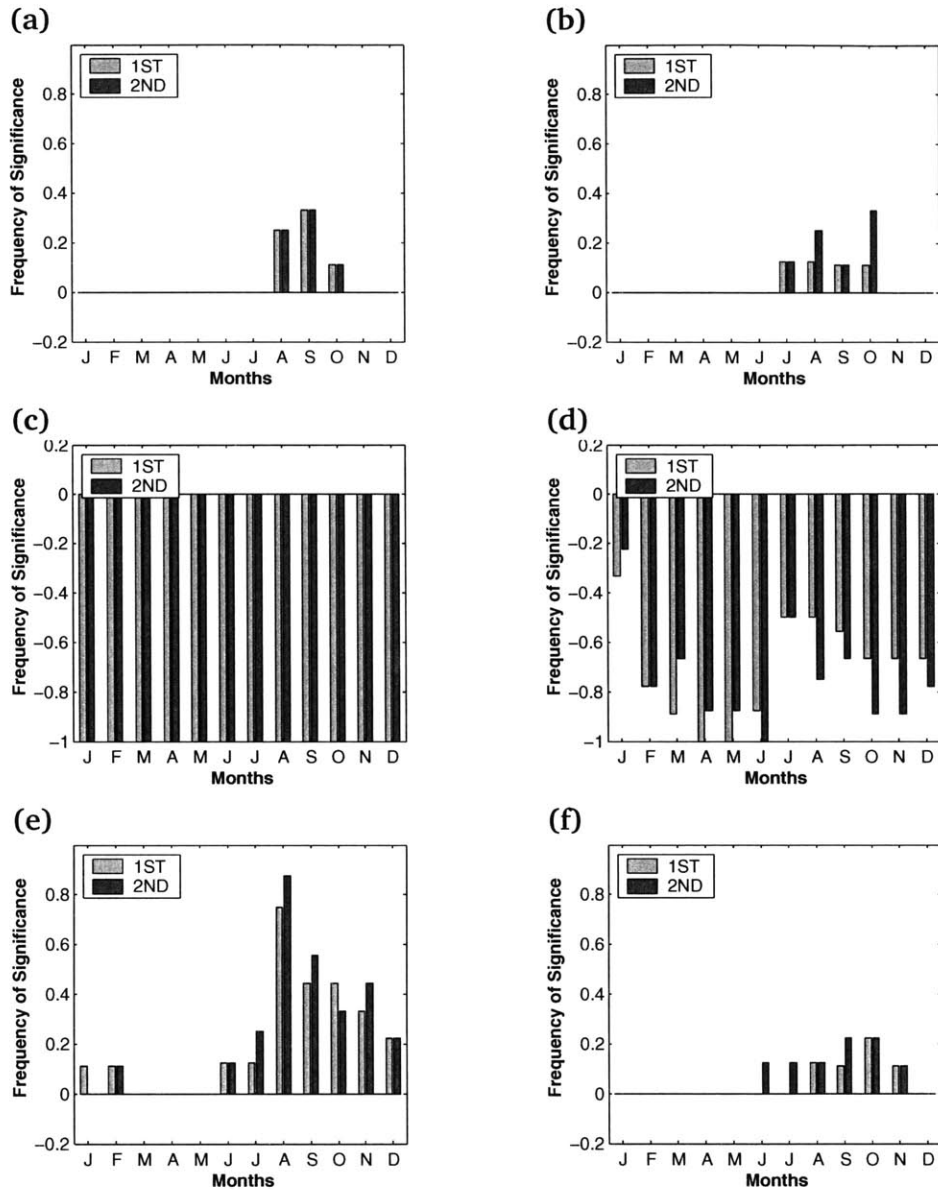 (a)
1ST
2ND
0.8
0.6
0.4
0.2
0
−0.2
Frequency of Significance
J F M A M J J A S O N D
Months
(b)
1ST
2ND
0.8
0.6
0.4
0.2
0
−0.2
Frequency of Significance
J F M A M J J A S O N D
Months
(c)
0.2
1ST
2ND
0
−0.2
−0.4
−0.6
−0.8
−1
Frequency of Significance
J F M A M J J A S O N D
Months
(d)
0.2
1ST
2ND
0
−0.2
−0.4
−0.6
−0.8
−1
Frequency of Significance
J F M A M J J A S O N D
Months
(e)
1ST
2ND
0.8
0.6
0.4
0.2
0
−0.2
Frequency of Significance
J F M A M J J A S O N D
Months
(f)
1ST
2ND
0.8
0.6
0.4
0.2
0
−0.2
Frequency of Significance
J F M A M J J A S O N D
Months